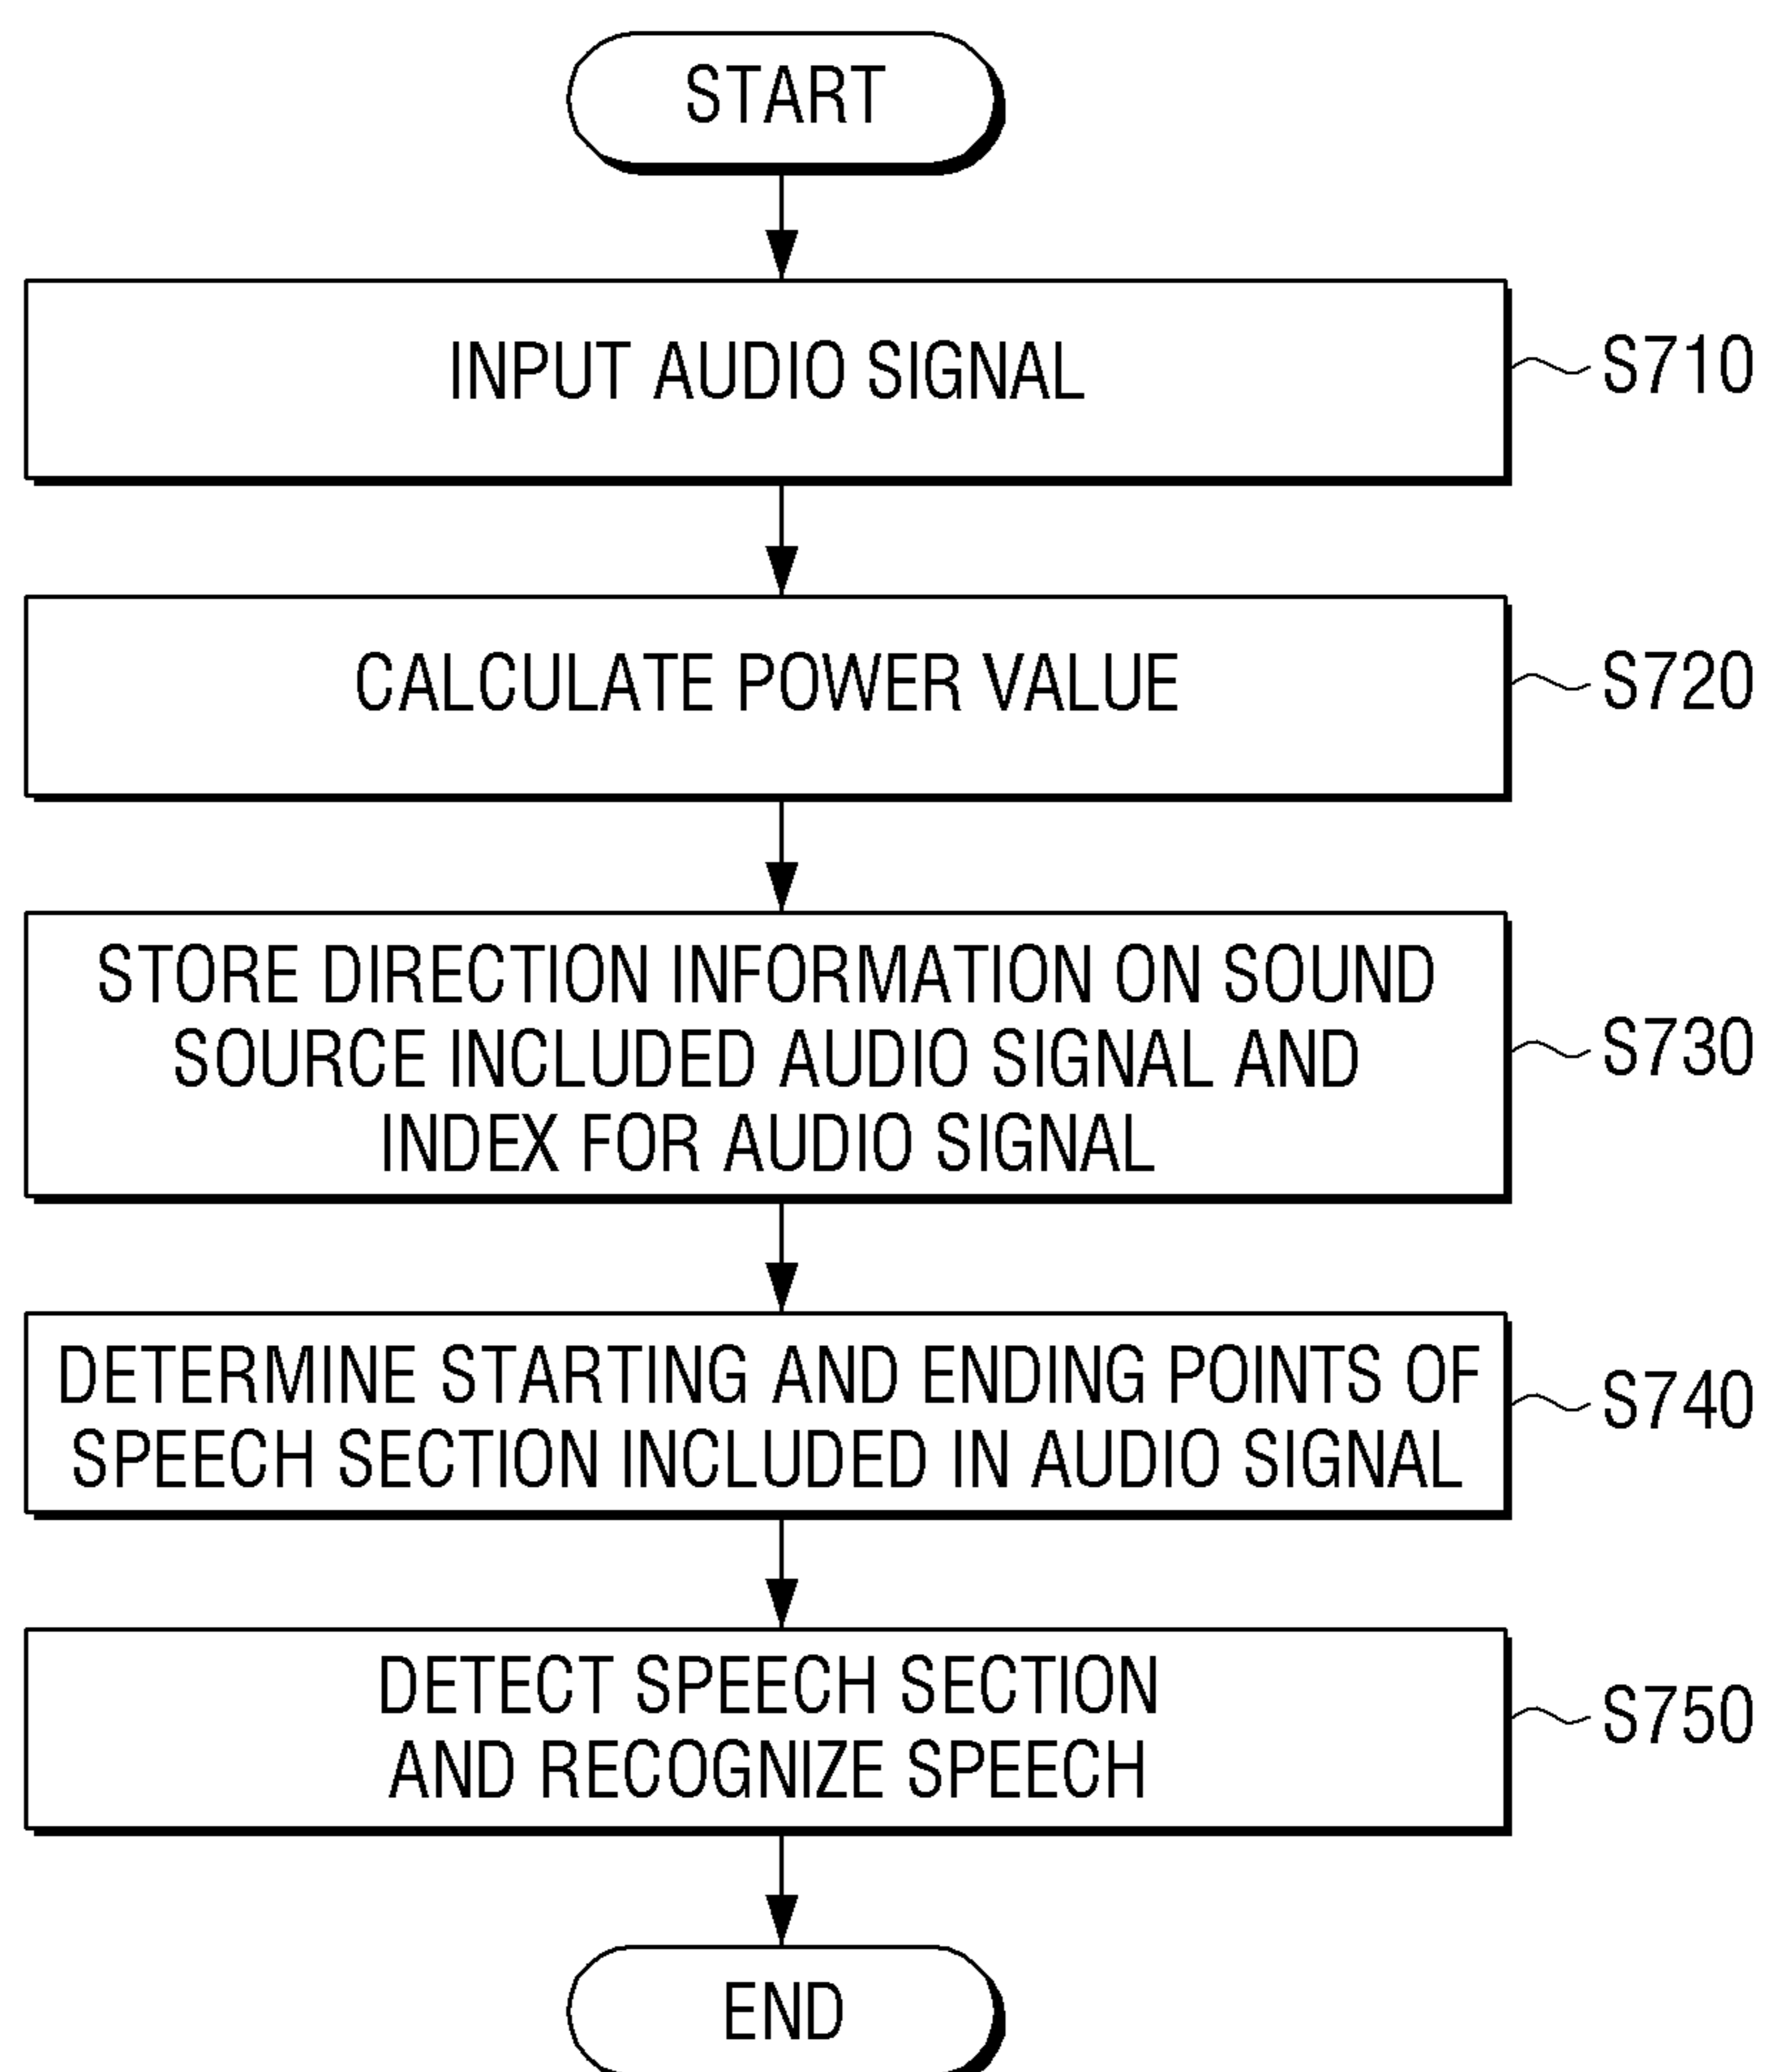 START
INPUT AUDIO SIGNAL
S710
CALCULATE POWER VALUE
S720
STORE DIRECTION INFORMATION ON SOUND
SOURCE INCLUDED AUDIO SIGNAL AND
INDEX FOR AUDIO SIGNAL
S730
DETERMINE STARTING AND ENDING POINTS OF
SPEECH SECTION INCLUDED IN AUDIO SIGNAL
S740
DETECT SPEECH SECTION
AND RECOGNIZE SPEECH
S750
END